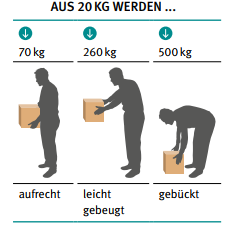 AUS 20 KG WERDEN ...
70 kg 260 kg 500 kg
aufrecht leicht gebeugt gebückt